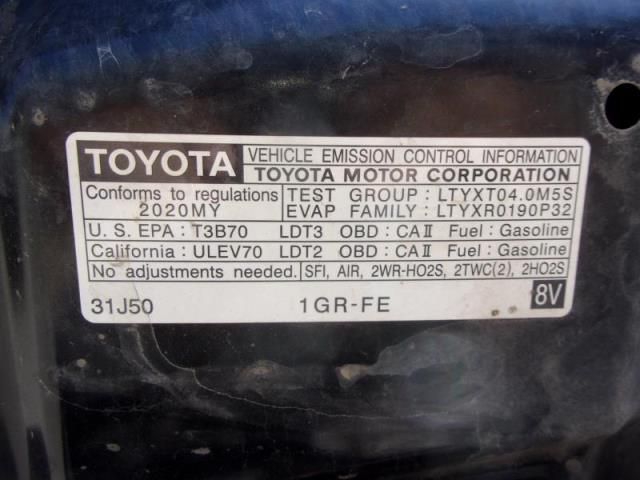 TOYOTA VEHICLE EMISSION CONTROL INFORMATION
TOYOTA MOTOR CORPORATION
Conforms to regulations TEST GROUP : LTYXT04.0M5S
2020MY EVAP FAMILY: LTYXR0190P32
U.S. EPA : T3B70 LDT3 OBD: CAⅡ Fuel: Gasoline
California: ULEV70 LDT2 OBD: CAⅡ Fuel: Gasoline
No adjustments needed. SFI, AIR, 2WR-HO2S, 2TWC(2), 2HO2S
31J50 1GR-FE 8V